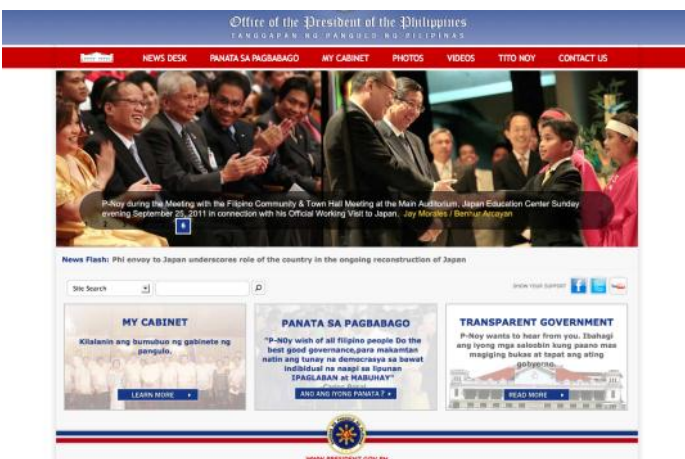 Office of the President of the Philippines
TANGGAPAN NG PANGULO NG PILIPINAS
NEWS DESK PANATA SA PAGBABAGO MY CABINET PHOTOS VIDEOS TITO NOY CONTACT US
P-Noy during the Meeting with the Filipino Community & Town Hall Meeting at the Main Auditorium, Japan Education Center Sunday
evening September 25, 2011 in connection with his Official Working Visit to Japan. Jay Morales / Benhur Arcayan
6
News Flash: Phl envoy to Japan underscores role of the country in the ongoing reconstruction of Japan
Site Search
SHOW YOUR SUPPORT
MY CABINET
Kilalanin ang bumubuo ng gabinete ng
pangulo.
LEARN MORE
PANATA SA PAGBABAGO
"P-NOy wish of all filipino people Do the
best good governance,para makamtan
natin ang tunay na democrasya sa bawat
indibidual na naapi sa lipunan
IPAGLABAN at MABUHAY"
ANO ANG IYONG PANATA ?
TRANSPARENT GOVERNMENT
P-Noy wants to hear from you. Ibahagi
ang iyong mga saloobin kung paano mas
magiging bukas at tapat ang ating
gobyerno.
READ MORE
WWW.PRESIDENT.GOV.PH